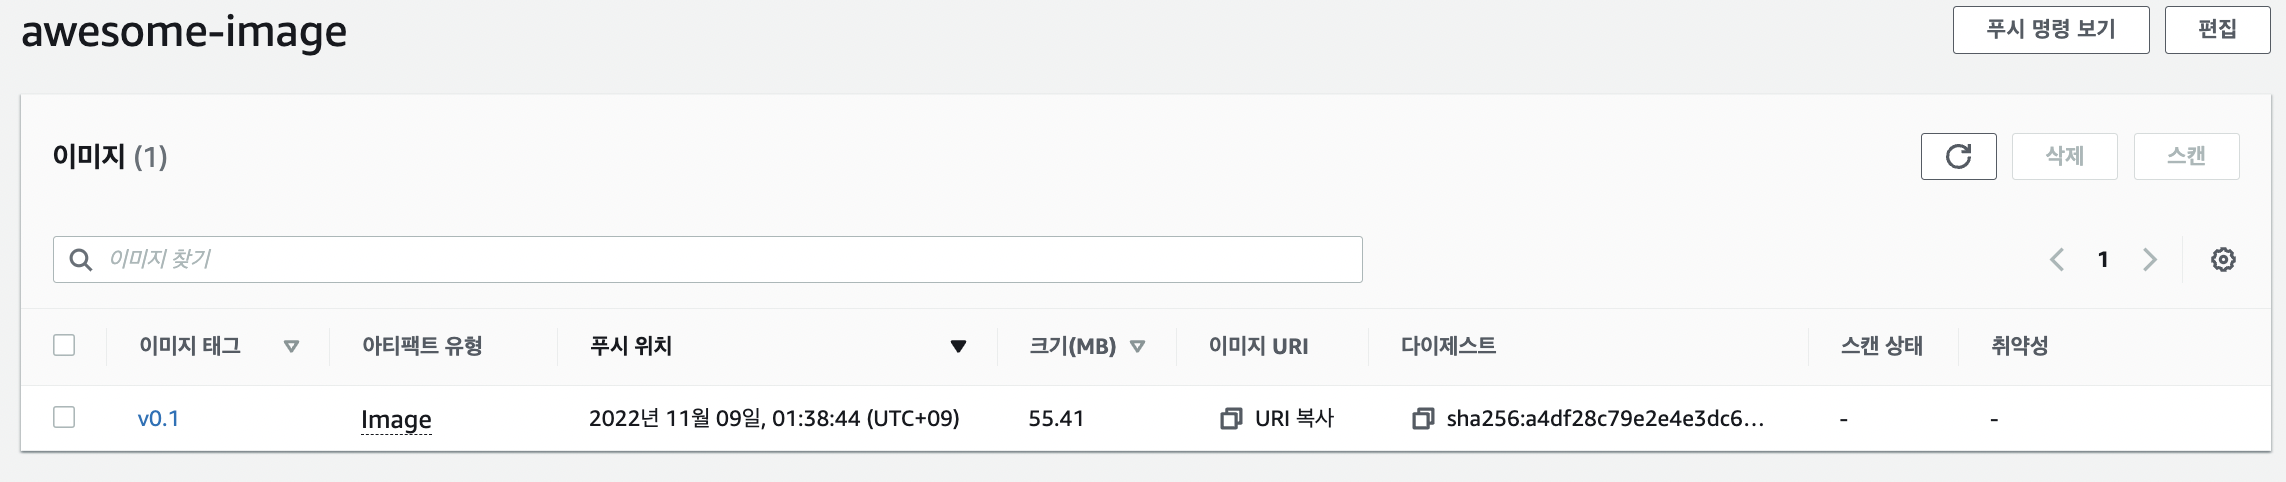 awesome-image 푸시 명령 보기 편집
이미지 (1) 삭제 스캔
이미지 찾기 1
이미지 태그 아티팩트 유형 푸시 위치 크기(MB) 이미지 URI 다이제스트 스캔 상태 취약성
v0.1 Image 2022년 11월 09일, 01:38:44 (UTC+09) 55.41 URI 복사 sha256:a4df28c79e2e4e3dc6... - -